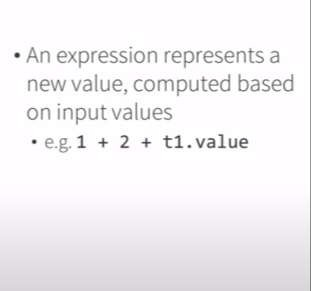 • An expression represents a
new value, computed based
on input values
• e.g. 1 + 2 + t1.value